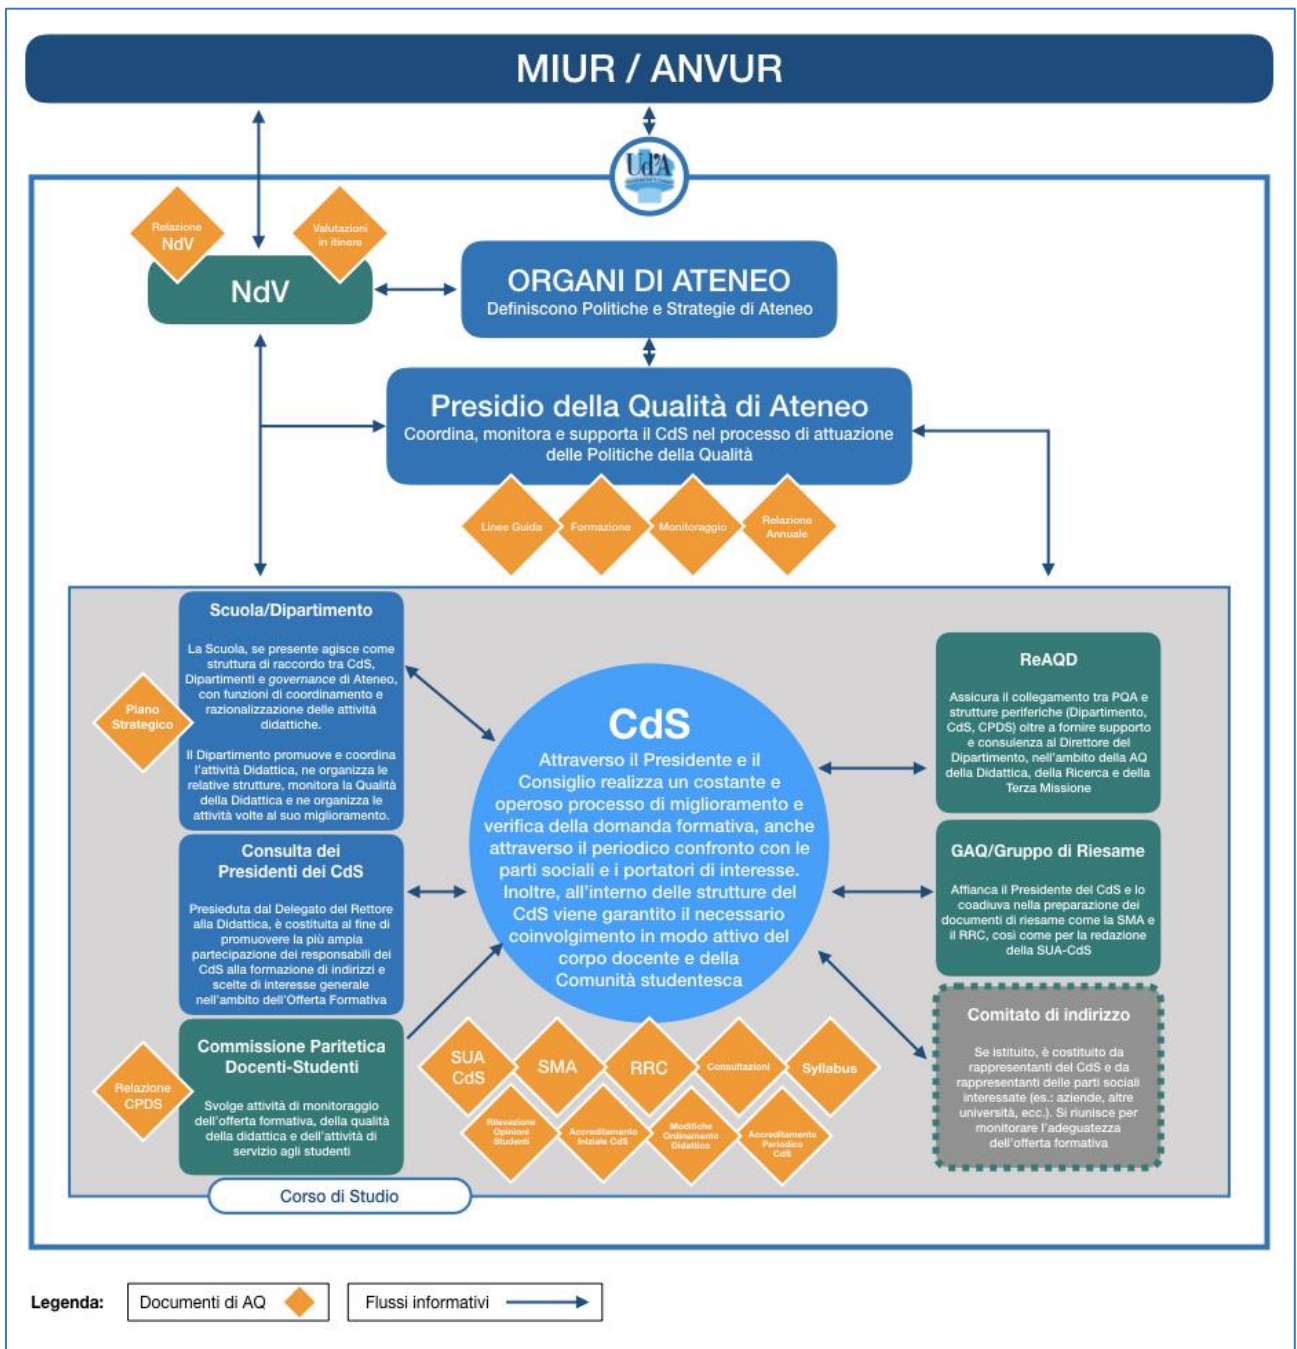 MIUR / ANVUR
Ud'A
Relazione
NdV
Valutazioni
in itinere
NdV
ORGANI DI ATENEO
Definiscono Politiche e Strategie di Ateneo
Presidio della Qualità di Ateneo
Coordina, monitora e supporta il CdS nel processo di attuazione
delle Politiche della Qualità
Linee Guida
Formazione
Monitoraggio
Relazione
Annuale
Scuola/Dipartimento
La Scuola, se presente agisce come
struttura di raccordo tra CdS,
Dipartimenti e governance di Ateneo,
con funzioni di coordinamento e
razionalizzazione delle attività
didattiche.
Il Dipartimento promuove e coordina
l'attività Didattica, ne organizza le
relative strutture, monitora la Qualità
della Didattica e ne organizza le
attività volte al suo miglioramento.
Piano
Strategico
Consulta dei
Presidenti dei CdS
Presieduta dal Delegato del Rettore
alla Didattica, è costituita al fine di
promuovere la più ampia
partecipazione dei responsabili dei
CdS alla formazione di indirizzi e
scelte di interesse generale
nell'ambito dell'Offerta Formativa
Commissione Paritetica
Docenti-Studenti
Svolge attività di monitoraggio
dell'offerta formativa, della qualità
della didattica e dell'attività di
servizio agli studenti
Relazione
CPDS
CdS
Attraverso il Presidente e il
Consiglio realizza un costante e
operoso processo di miglioramento e
verifica della domanda formativa, anche
attraverso il periodico confronto con le
parti sociali e i portatori di interesse.
Inoltre, all'interno delle strutture del
CdS viene garantito il necessario
coinvolgimento in modo attivo del
corpo docente e della
Comunità studentesca
SUA
CdS
SMA
RRC
Consultazioni
Syllabus
Rilevazione
Opinioni
Studenti
Accreditamento
Iniziale CdS
Modifiche
Ordinamento
Didattico
Accreditamento
Periodico
CdS
ReAQD
Assicura il collegamento tra PQA e
strutture periferiche (Dipartimento,
CdS, CPDS) oltre a fornire supporto
e consulenza al Direttore del
Dipartimento, nell'ambito della AQ
della Didattica, della Ricerca e della
Terza Missione
GAQ/Gruppo di Riesame
Affianca il Presidente del CdS e lo
coadiuva nella preparazione dei
documenti di riesame come la SMA e
il RRC, così come per la redazione
della SUA-CdS
Comitato di indirizzo
Se istituito, è costituito da
rappresentanti del CdS e da
rappresentanti delle parti sociali
interessate (es.: aziende, altre
università, ecc.). Si riunisce per
monitorare l'adeguatezza
dell'offerta formativa
Corso di Studio
Legenda:
Documenti di AQ
Flussi informativi